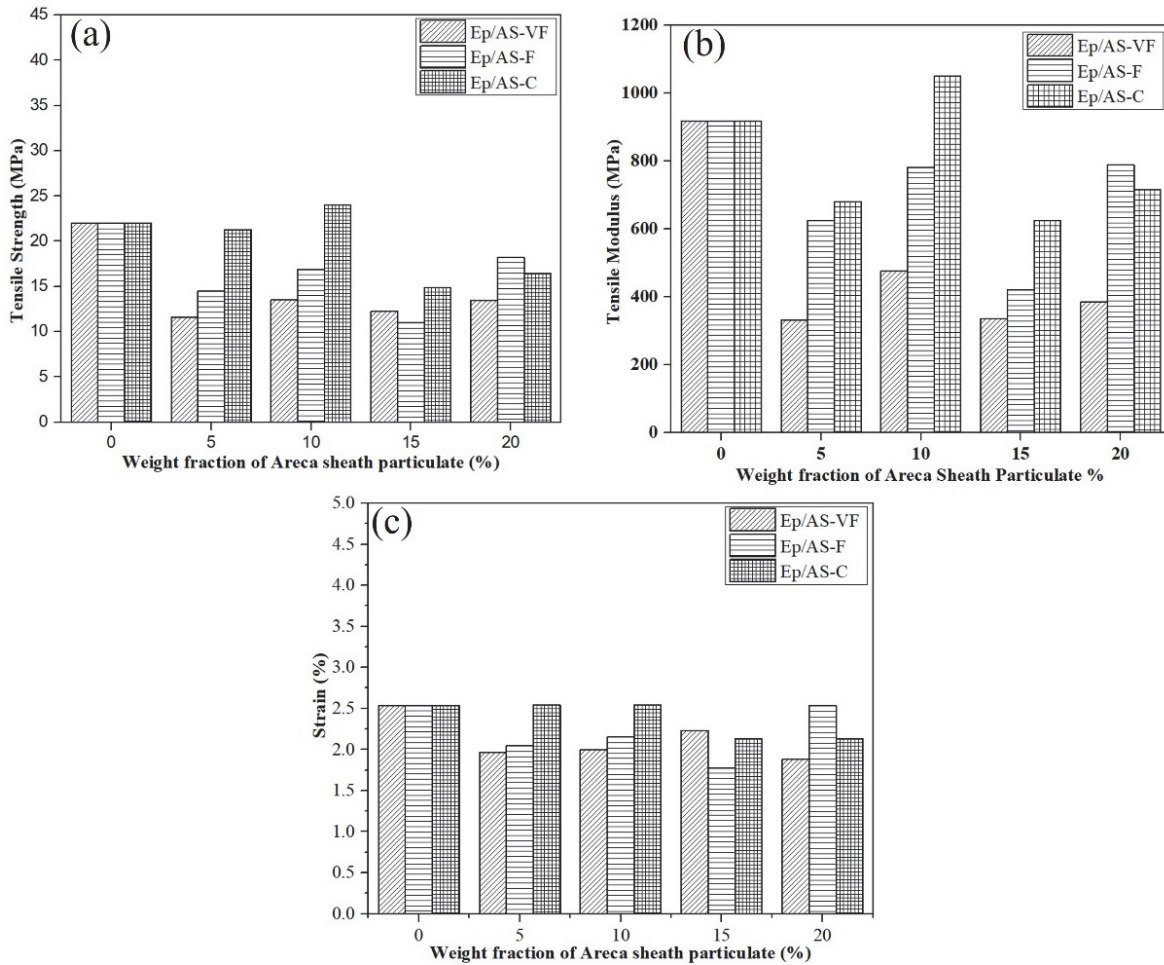 (a)
Ep/AS-VF
Ep/AS-F
Ep/AS-C
45
40
35
30
25
20
15
10
5
0
Tensile Strength (MPa)
0 5 10 15 20
Weight fraction of Areca sheath particulate (%)
(b)
Ep/AS-VF
Ep/AS-F
Ep/AS-C
1200
1000
800
600
400
200
0
Tensile Modulus (MPa)
0 5 10 15 20
Weight fraction of Areca Sheath Particulate %
(c)
Ep/AS-VF
Ep/AS-F
Ep/AS-C
5.0
4.5
4.0
3.5
3.0
2.5
2.0
1.5
1.0
0.5
0.0
Strain (%)
0 5 10 15 20
Weight fraction of Areca sheath particulate (%)